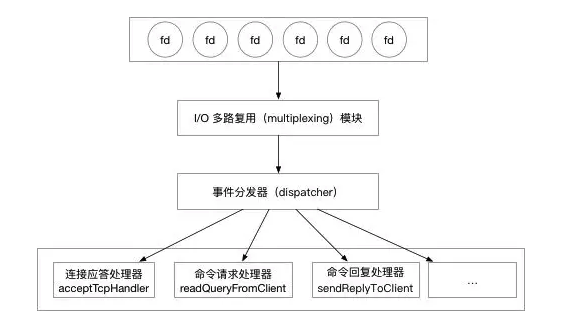 fd fd fd fd fd fd
I/O 多路复用（multiplexing）模块
事件分发器（dispatcher）
连接应答处理器
acceptTcpHandler
命令请求处理器
readQueryFromClient
命令回复处理器
sendReplyToClient
...